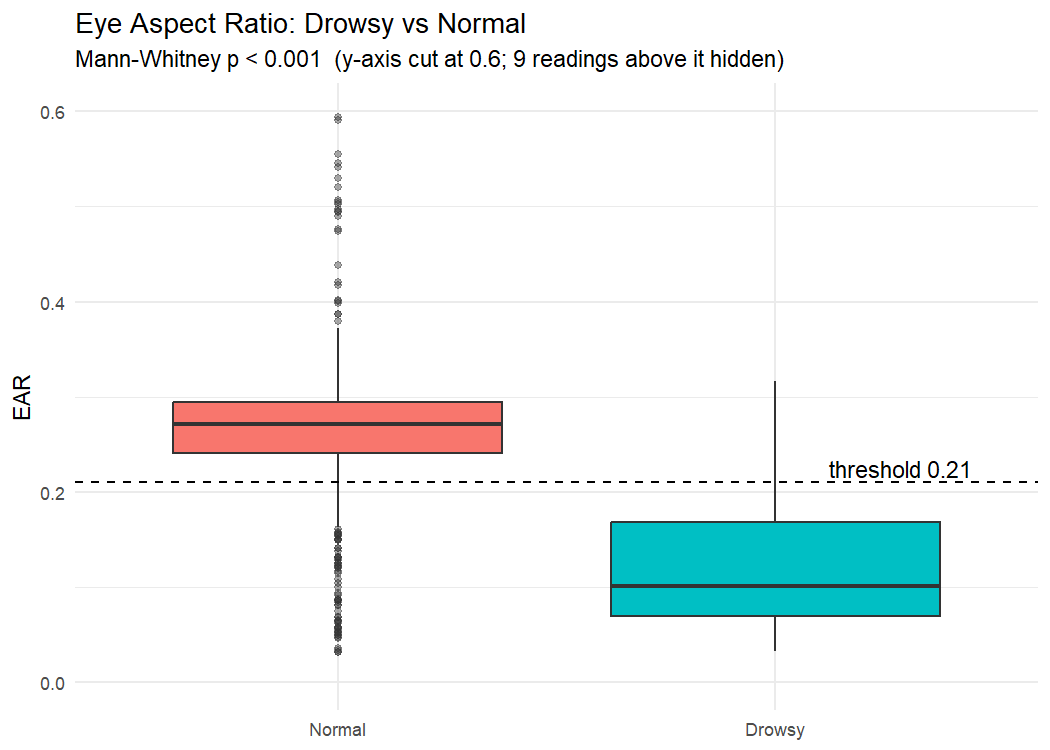 Eye Aspect Ratio: Drowsy vs Normal
Mann-Whitney p < 0.001  (y-axis cut at 0.6; 9 readings above it hidden)
0.6
0.4
EAR
threshold 0.21
0.2
0.0
Normal
Drowsy